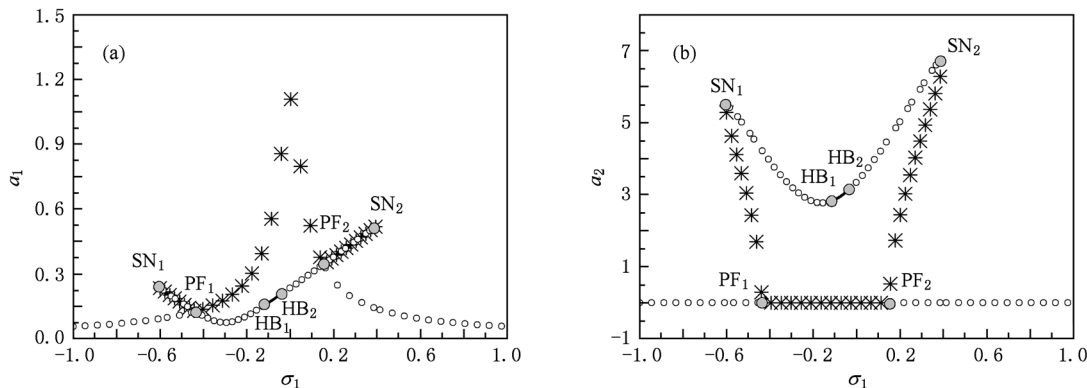 (a)
1.5
1.2
0.9
0.6
0.3
0.0
a₁
SN₁
PF₁
HB₁
HB₂
PF₂
SN₂
−1.0 −0.6 −0.2 0.2 0.6 1.0
σ₁
(b)
7
5
3
1
−1
a₂
SN₁
SN₂
HB₂
HB₁
PF₁
PF₂
−1.0 −0.6 −0.2 0.2 0.6 1.0
σ₁